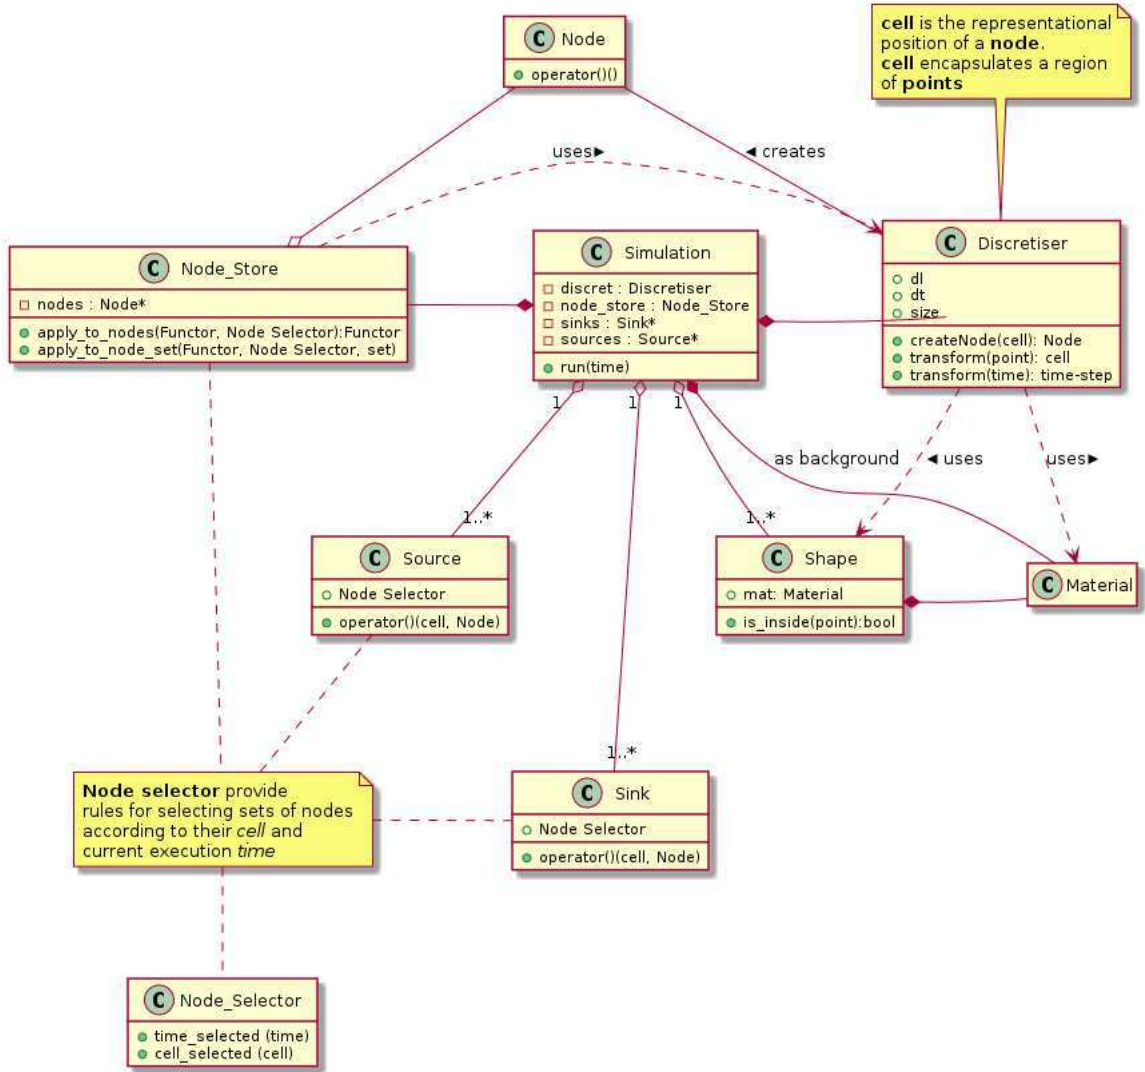 C Node
operator()()
cell is the representational
position of a node.
cell encapsulates a region
of points
uses►
◄ creates
C Node_Store
nodes : Node*
apply_to_nodes(Functor, Node Selector):Functor
apply_to_node_set(Functor, Node Selector, set)
C Simulation
discret : Discretiser
node_store : Node_Store
sinks : Sink*
sources : Source*
run(time)
C Discretiser
dl
dt
size
createNode(cell): Node
transform(point): cell
transform(time): time-step
1
1
1
as background
◄ uses
uses►
1..*
1..*
C Source
Node Selector
operator()(cell, Node)
C Shape
mat: Material
is_inside(point):bool
C Material
1..*
Node selector provide
rules for selecting sets of nodes
according to their cell and
current execution time
C Sink
Node Selector
operator()(cell, Node)
C Node_Selector
time_selected (time)
cell_selected (cell)